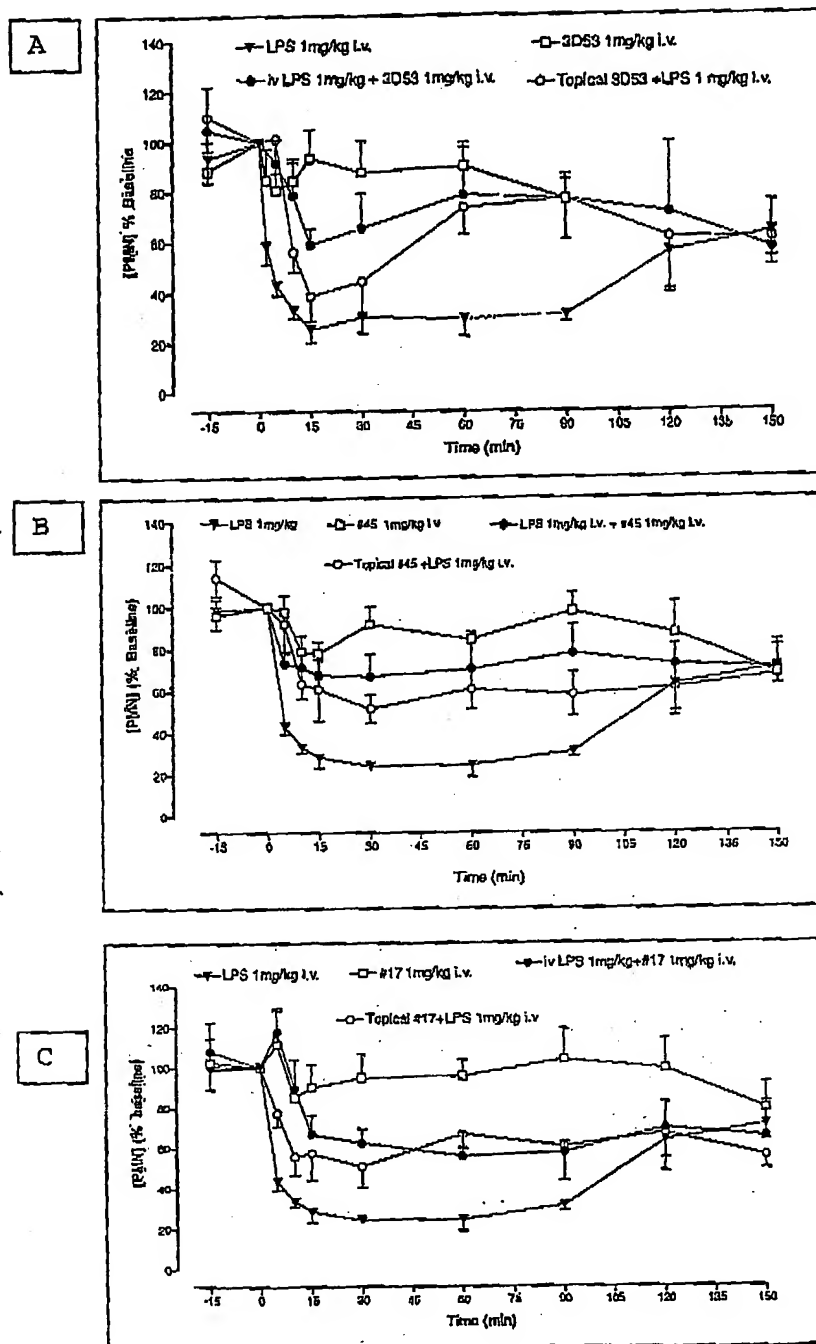 A
LPS 1mg/kg i.v.
3D53 1mg/kg i.v.
iv LPS 1mg/kg + 3D53 1mg/kg i.v.
Topical 3D53 +LPS 1 mg/kg i.v.
140
120
100
80
60
40
20
0
[PMN] % Baseline
-15 0 15 30 45 60 75 90 105 120 135 150
Time (min)
B
LPS 1mg/kg
#45 1mg/kg i.v
LPS 1mg/kg i.v. + #45 1mg/kg i.v.
Topical #45 +LPS 1mg/kg i.v.
140
120
100
80
60
40
20
0
[PMN] (% Baseline)
-15 0 15 30 45 60 75 90 105 120 135 150
Time (min)
C
LPS 1mg/kg i.v.
#17 1mg/kg i.v.
iv LPS 1mg/kg+#17 1mg/kg i.v.
Topical #17+LPS 1mg/kg i.v
140
120
100
80
60
40
20
0
[PMN] (% baseline)
-15 0 15 30 45 60 75 90 105 120 135 150
Time (min)